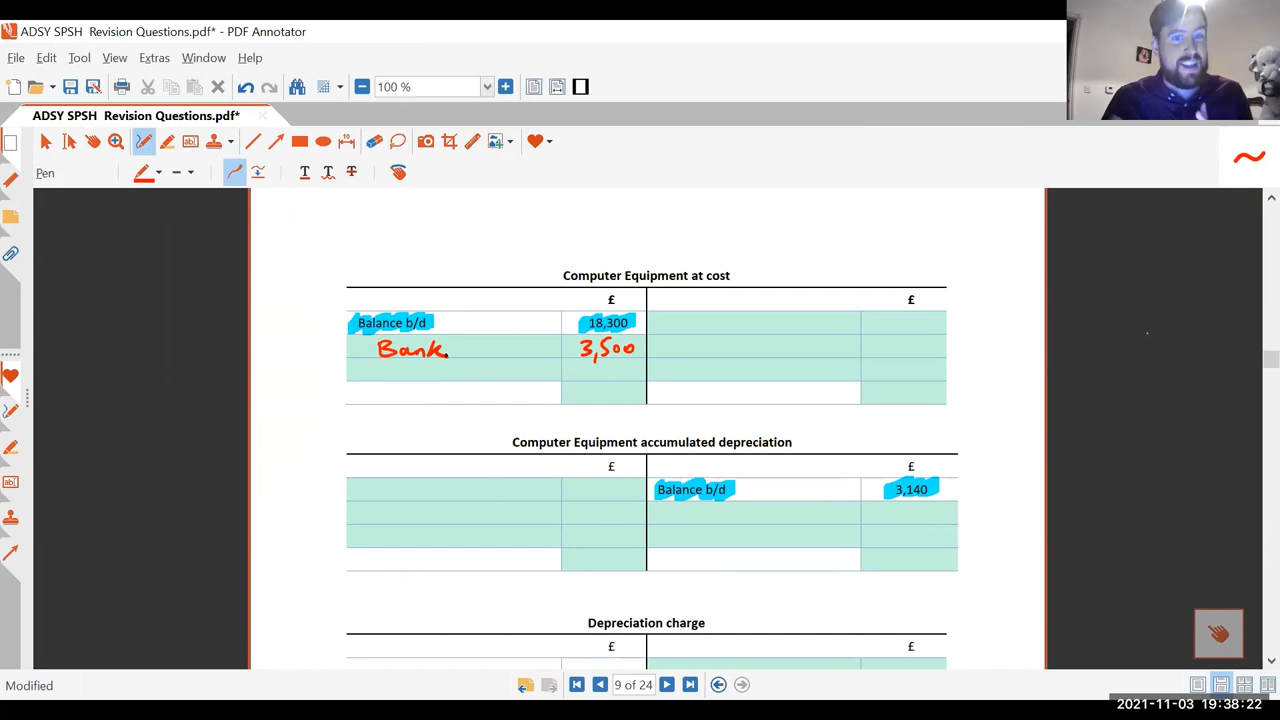 ADSY SPSH Revision Questions.pdf* - PDF Annotator
File Edit Tool View Extras Window Help
100 %
ADSY SPSH Revision Questions.pdf*
Pen
Computer Equipment at cost
£ £
Balance b/d 18,300
Bank 3,500
Computer Equipment accumulated depreciation
£ £
Balance b/d 3,140
Depreciation charge
£ £
Modified
9 of 24
2021-11-03 19:38:22